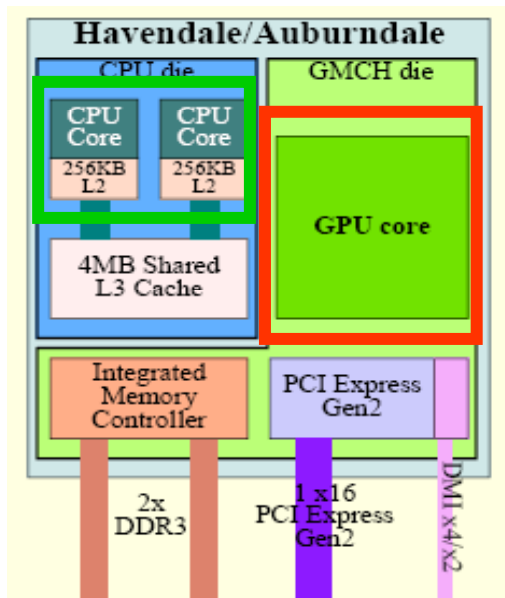 Havendale/Auburndale
CPU die
GMCH die
CPU
Core
256KB
L2
CPU
Core
256KB
L2
GPU core
4MB Shared
L3 Cache
Integrated
Memory
Controller
PCI Express
Gen2
2x
DDR3
1 x16
PCI Express
Gen2
DMI x4/x2